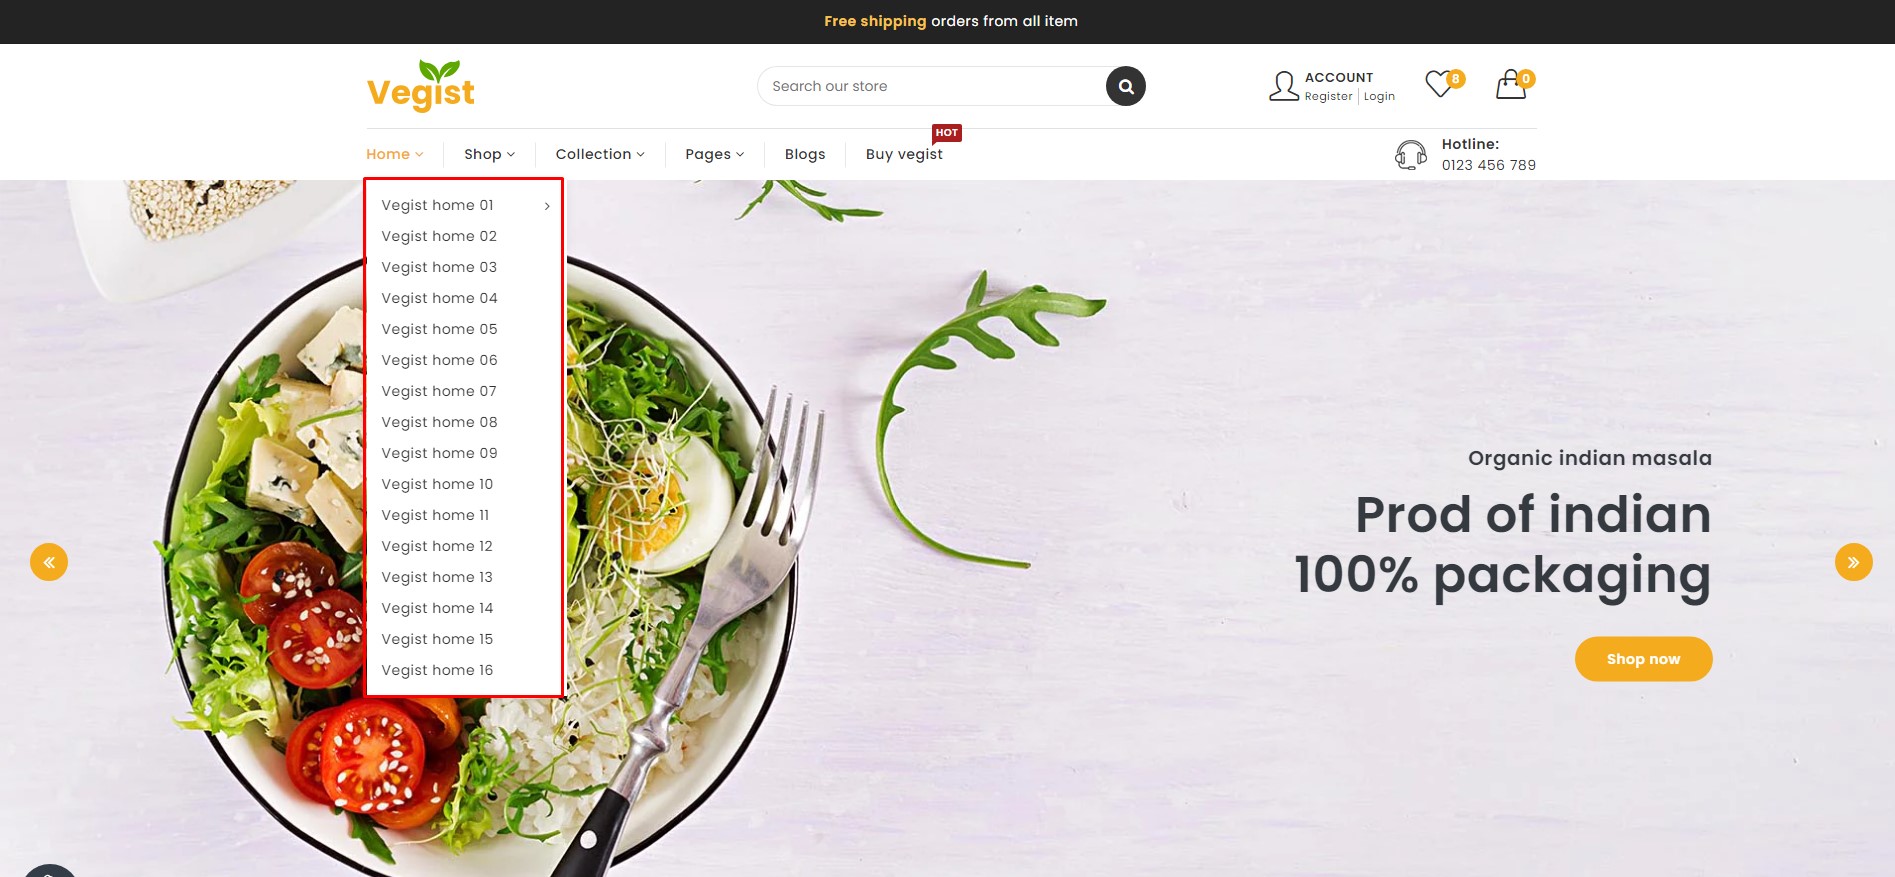 Free shipping orders from all item
Vegist
Search our store
ACCOUNT
Register | Login
8
0
HOT
Home
Shop
Collection
Pages
Blogs
Buy vegist
Hotline:
0123 456 789
Vegist home 01
Vegist home 02
Vegist home 03
Vegist home 04
Vegist home 05
Vegist home 06
Vegist home 07
Vegist home 08
Vegist home 09
Vegist home 10
Vegist home 11
Vegist home 12
Vegist home 13
Vegist home 14
Vegist home 15
Vegist home 16
Organic indian masala
Prod of indian
100% packaging
Shop now